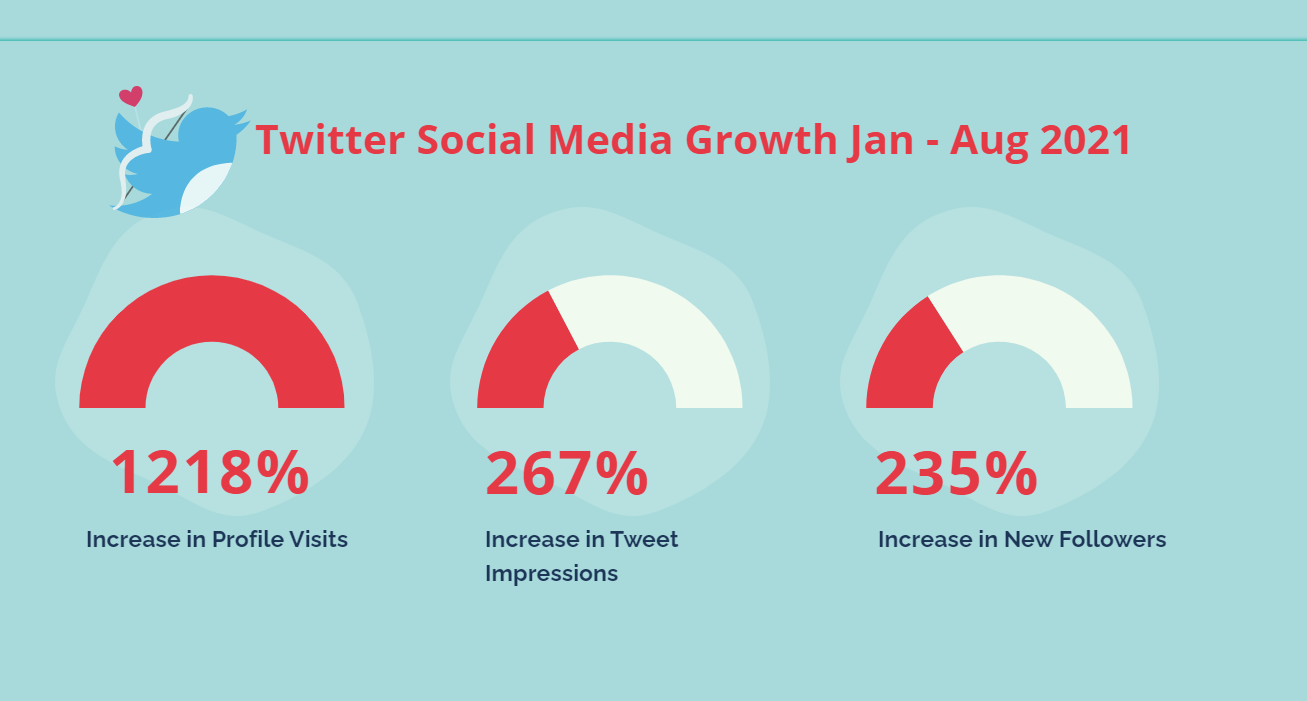 Twitter Social Media Growth Jan - Aug 2021
1218%
267%
235%
Increase in Profile Visits
Increase in Tweet
Impressions
Increase in New Followers